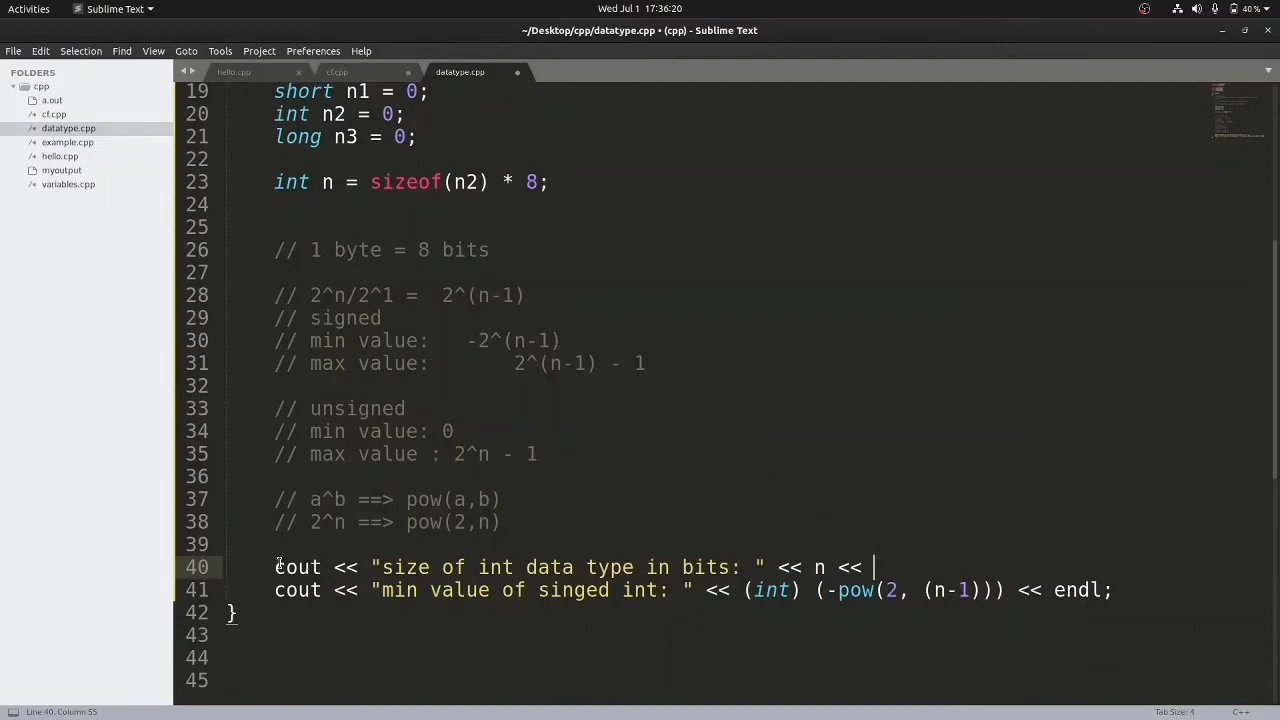 Activities
Sublime Text
Wed Jul 1 17:36:20
40 %
~/Desktop/cpp/datatype.cpp • (cpp) - Sublime Text
File Edit Selection Find View Goto Tools Project Preferences Help
FOLDERS
cpp
a.out
cf.cpp
datatype.cpp
example.cpp
hello.cpp
myoutput
variables.cpp
hello.cpp
cf.cpp
datatype.cpp
19 short n1 = 0;
20 int n2 = 0;
21 long n3 = 0;
22
23 int n = sizeof(n2) * 8;
24
25
26 // 1 byte = 8 bits
27
28 // 2^n/2^1 =  2^(n-1)
29 // signed
30 // min value:   -2^(n-1)
31 // max value:       2^(n-1) - 1
32
33 // unsigned
34 // min value: 0
35 // max value : 2^n - 1
36
37 // a^b ==> pow(a,b)
38 // 2^n ==> pow(2,n)
39
40 cout << "size of int data type in bits: " << n <<
41 cout << "min value of singed int: " << (int) (-pow(2, (n-1))) << endl;
42 }
43
44
45
Line 40, Column 55
Tab Size: 4
C++